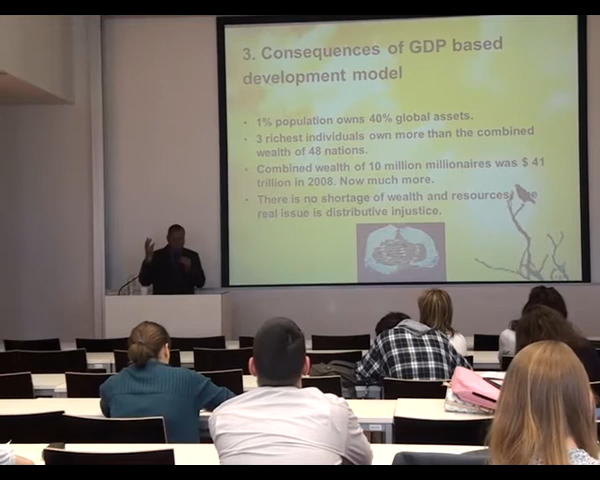 3. Consequences of GDP based
development model
• 1% population owns 40% global assets.
• 3 richest individuals own more than the combined
wealth of 48 nations.
• Combined wealth of 10 million millionaires was $ 41
trillion in 2008. Now much more.
• There is no shortage of wealth and resources, the
real issue is distributive injustice.